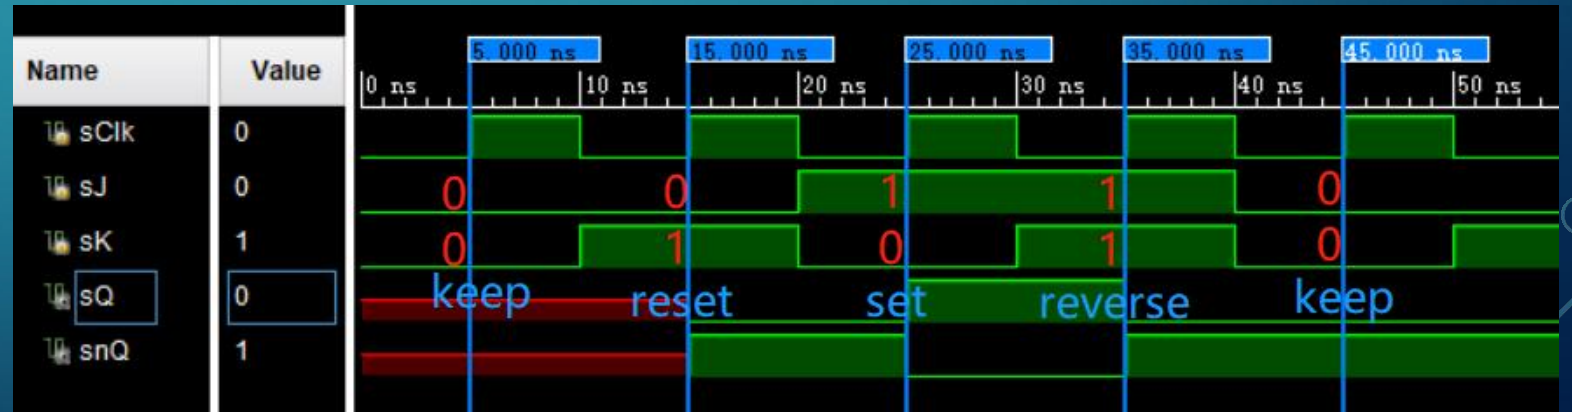 5.000 ns 15.000 ns 25.000 ns 35.000 ns 45.000 ns
Name Value 0 ns 10 ns 20 ns 30 ns 40 ns 50 ns
sClk 0
sJ 0 0 0 1 1 0
sK 1 0 1 0 1 0
sQ 0 keep reset set reverse keep
snQ 1